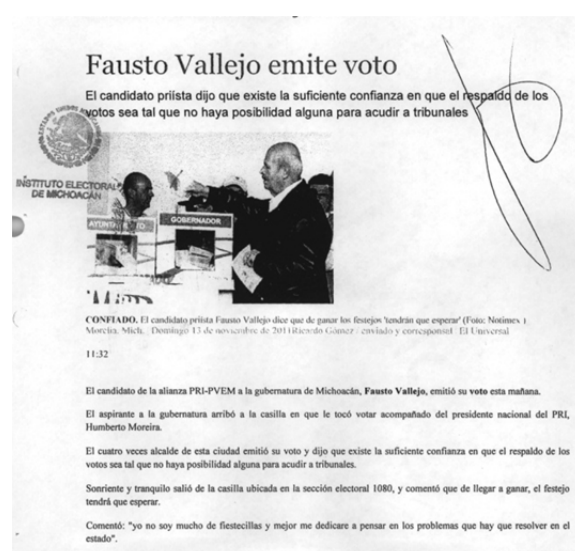 Fausto Vallejo emite voto
El candidato priísta dijo que existe la suficiente confianza en que el respaldo de los
votos sea tal que no haya posibilidad alguna para acudir a tribunales
INSTITUTO ELECTORAL
DE MICHOACÁN
GOBERNADOR
CONFIADO. El candidato priísta Fausto Vallejo dice que de ganar los festejos 'tendrán que esperar' (Foto: Notimex )
Morelia, Mich. Domingo 13 de noviembre de 2011 Ricardo Gómez / enviado y corresponsal El Universal
11:32
El candidato de la alianza PRI-PVEM a la gubernatura de Michoacán, Fausto Vallejo, emitió su voto esta mañana.
El aspirante a la gubernatura arribó a la casilla en que le tocó votar acompañado del presidente nacional del PRI,
Humberto Moreira.
El cuatro veces alcalde de esta ciudad emitió su voto y dijo que existe la suficiente confianza en que el respaldo de los
votos sea tal que no haya posibilidad alguna para acudir a tribunales.
Sonriente y tranquilo salió de la casilla ubicada en la sección electoral 1080, y comentó que de llegar a ganar, el festejo
tendrá que esperar.
Comentó: "yo no soy mucho de fiestecillas y mejor me dedicare a pensar en los problemas que hay que resolver en el
estado".